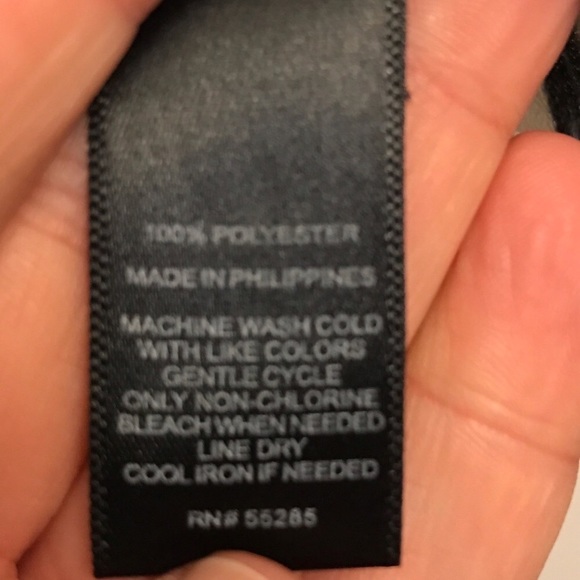 100% POLYESTER
MADE IN PHILIPPINES
MACHINE WASH COLD
WITH LIKE COLORS
GENTLE CYCLE
ONLY NON-CHLORINE
BLEACH WHEN NEEDED
LINE DRY
COOL IRON IF NEEDED
RN# 55285